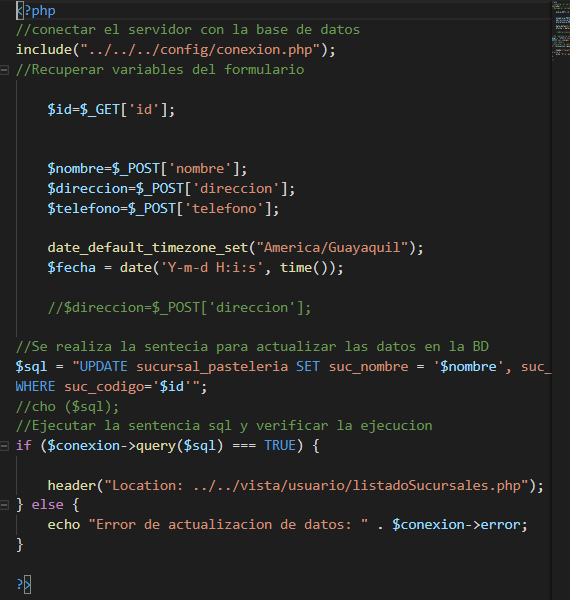 <?php
//conectar el servidor con la base de datos
include("../../../config/conexion.php");
//Recuperar variables del formulario
$id=$_GET['id'];
$nombre=$_POST['nombre'];
$direccion=$_POST['direccion'];
$telefono=$_POST['telefono'];
date_default_timezone_set("America/Guayaquil");
$fecha = date('Y-m-d H:i:s', time());
//$direccion=$_POST['direccion'];
//Se realiza la sentecia para actualizar las datos en la BD
$sql = "UPDATE sucursal_pasteleria SET suc_nombre = '$nombre', suc_
WHERE suc_codigo='$id'";
//cho ($sql);
//Ejecutar la sentencia sql y verificar la ejecucion
if ($conexion->query($sql) === TRUE) {
header("Location: ../../vista/usuario/listadoSucursales.php");
} else {
echo "Error de actualizacion de datos: " . $conexion->error;
}
?>